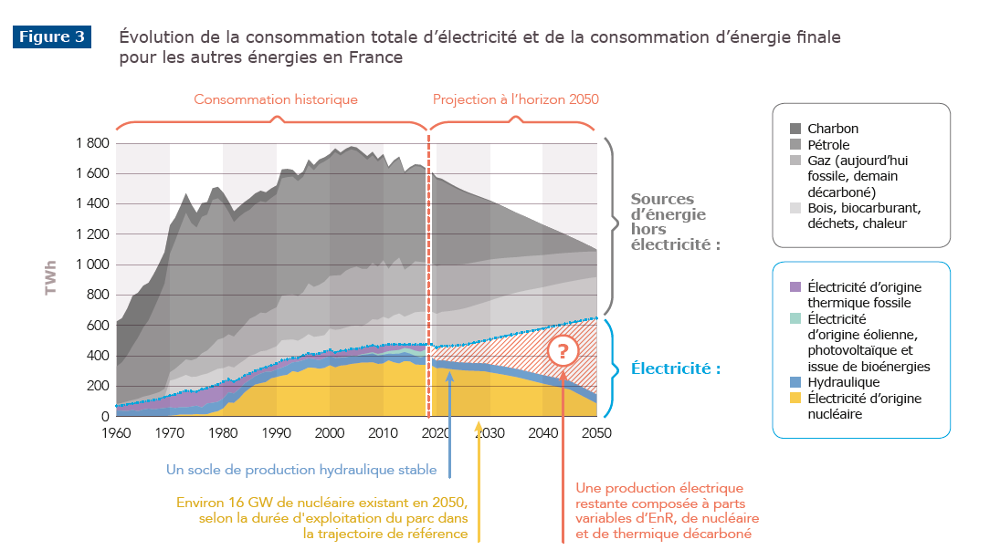 Figure 3
Évolution de la consommation totale d’électricité et de la consommation d’énergie finale
pour les autres énergies en France
Consommation historique
Projection à l’horizon 2050
TWh
1 800
1 600
1 400
1 200
1 000
800
600
400
200
0
1960
1970
1980
1990
2000
2010
2020
2030
2040
2050
?
Sources
d’énergie
hors
électricité :
Électricité :
Charbon
Pétrole
Gaz (aujourd’hui
fossile, demain
décarboné)
Bois, biocarburant,
déchets, chaleur
Électricité d’origine
thermique fossile
Électricité
d’origine éolienne,
photovoltaïque et
issue de bioénergies
Hydraulique
Électricité d’origine
nucléaire
Un socle de production hydraulique stable
Environ 16 GW de nucléaire existant en 2050,
selon la durée d'exploitation du parc dans
la trajectoire de référence
Une production électrique
restante composée à parts
variables d’EnR, de nucléaire
et de thermique décarboné